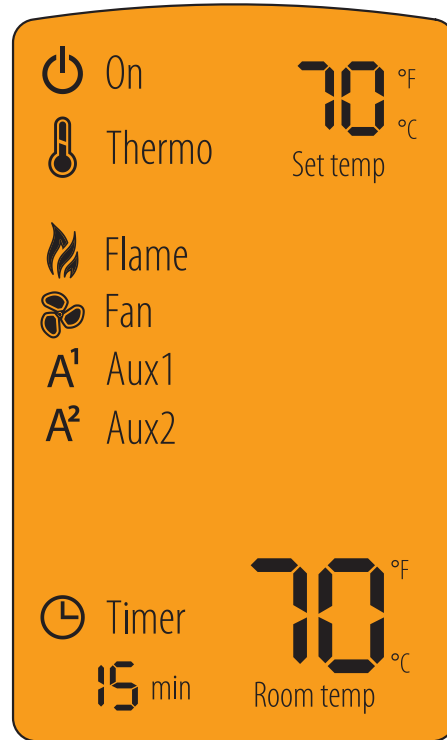 On
70 °F
°C
Thermo
Set temp
Flame
Fan
A¹ Aux1
A² Aux2
Timer
15 min
70 °F
°C
Room temp